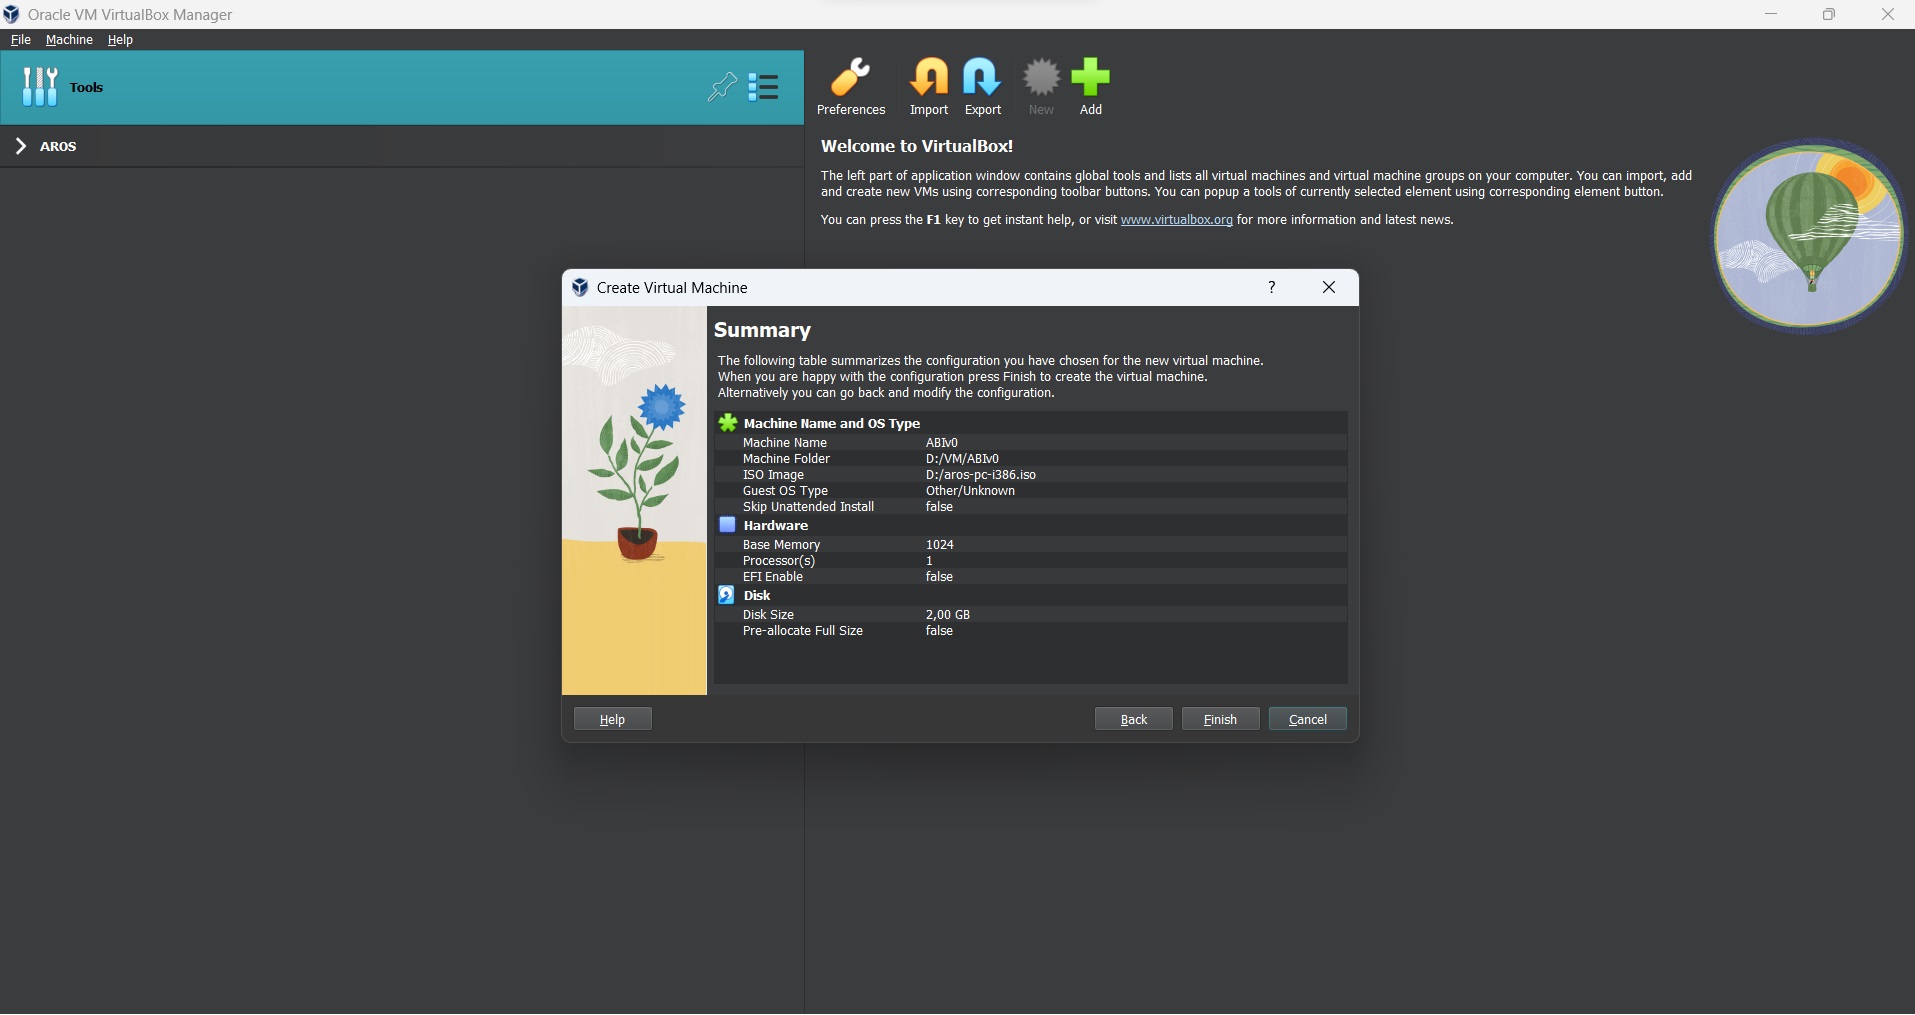 Oracle VM VirtualBox Manager
File Machine Help
Tools
AROS
Preferences Import Export New Add
Welcome to VirtualBox!
The left part of application window contains global tools and lists all virtual machines and virtual machine groups on your computer. You can import, add
and create new VMs using corresponding toolbar buttons. You can popup a tools of currently selected element using corresponding element button.
You can press the F1 key to get instant help, or visit www.virtualbox.org for more information and latest news.
Create Virtual Machine ?
Summary
The following table summarizes the configuration you have chosen for the new virtual machine.
When you are happy with the configuration press Finish to create the virtual machine.
Alternatively you can go back and modify the configuration.
Machine Name and OS Type
Machine Name ABIv0
Machine Folder D:/VM/ABIv0
ISO Image D:/aros-pc-i386.iso
Guest OS Type Other/Unknown
Skip Unattended Install false
Hardware
Base Memory 1024
Processor(s) 1
EFI Enable false
Disk
Disk Size 2,00 GB
Pre-allocate Full Size false
Help Back Finish Cancel